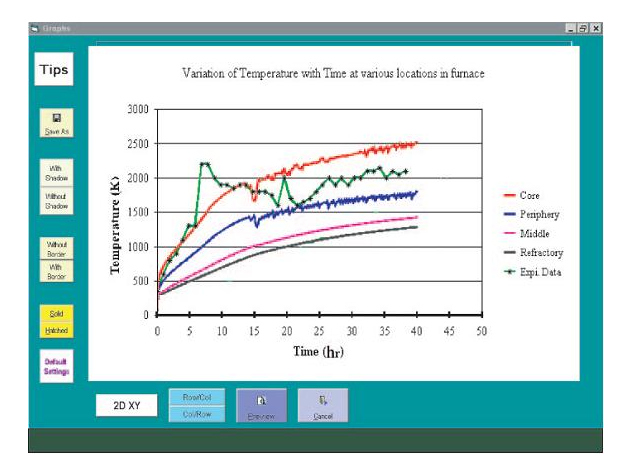 Graphs
Tips
Save As
With
Shadow
Without
Shadow
Without
Border
With
Border
Solid
Hatched
Default
Settings
Variation of Temperature with Time at various locations in furnace
Temperature (K)
3000
2500
2000
1500
1000
500
0
0 5 10 15 20 25 30 35 40 45 50
Time (hr)
Core
Periphery
Middle
Refractory
Expi. Data
2D XY
Row/Col
Col/Row
Preview
Cancel